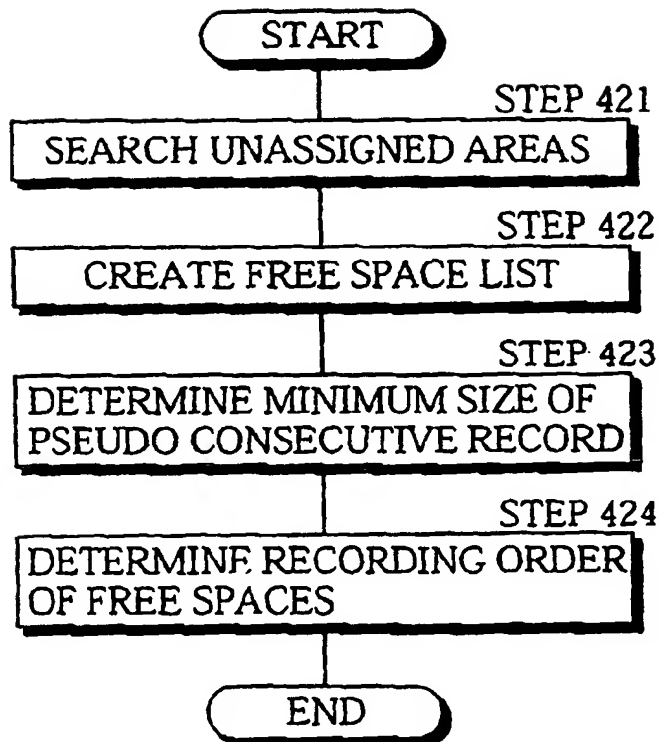 START
STEP 421
SEARCH UNASSIGNED AREAS
STEP 422
CREATE FREE SPACE LIST
STEP 423
DETERMINE MINIMUM SIZE OF
PSEUDO CONSECUTIVE RECORD
STEP 424
DETERMINE RECORDING ORDER
OF FREE SPACES
END